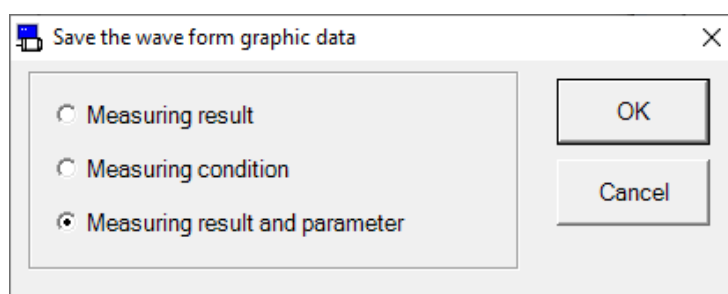 Save the wave form graphic data
Measuring result
OK
Measuring condition
Cancel
Measuring result and parameter